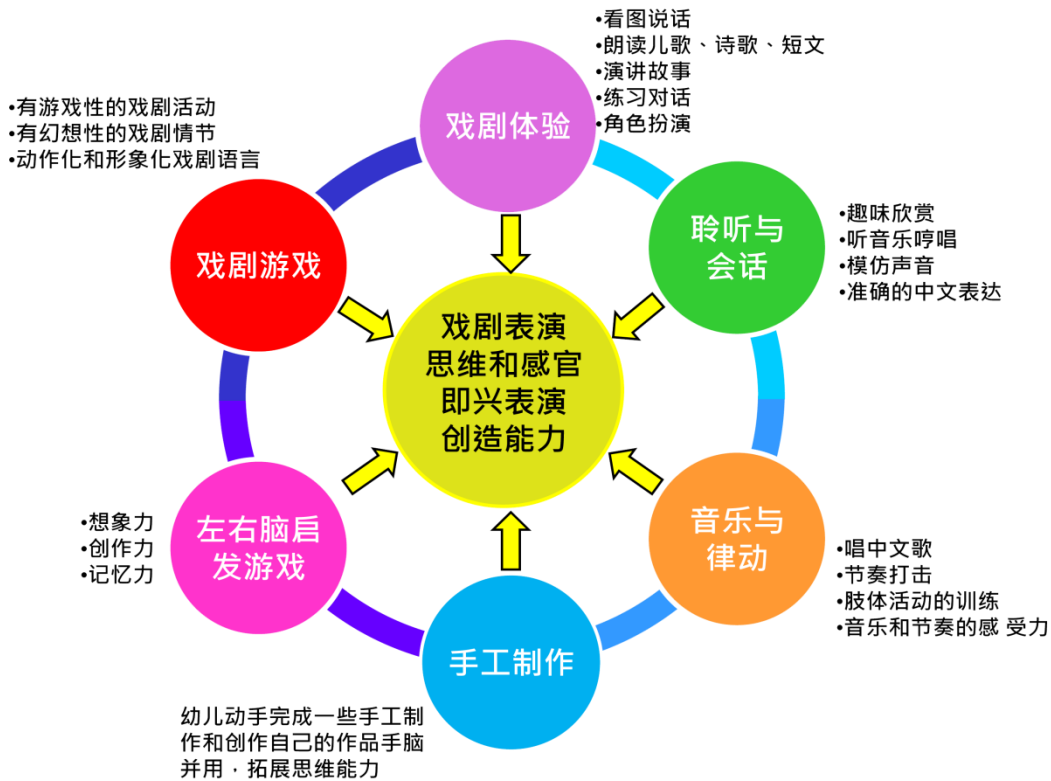 戏剧体验
•看图说话
•朗读儿歌、诗歌、短文
•演讲故事
•练习对话
•角色扮演
聆听与
会话
•趣味欣赏
•听音乐哼唱
•模仿声音
•准确的中文表达
音乐与
律动
•唱中文歌
•节奏打击
•肢体活动的训练
•音乐和节奏的感 受力
手工制作
幼儿动手完成一些手工制
作和创作自己的作品手脑
并用，拓展思维能力
左右脑启
发游戏
•想象力
•创作力
•记忆力
戏剧游戏
•有游戏性的戏剧活动
•有幻想性的戏剧情节
•动作化和形象化戏剧语言
戏剧表演
思维和感官
即兴表演
创造能力